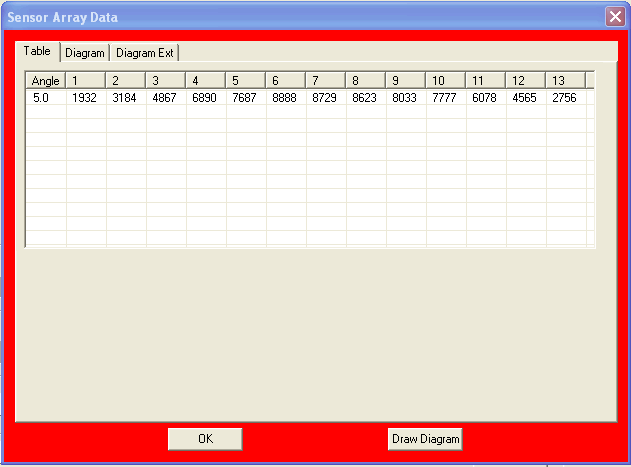 Sensor Array Data
Table Diagram Diagram Ext
Angle 1 2 3 4 5 6 7 8 9 10 11 12 13
5.0 1932 3184 4867 6890 7687 8888 8729 8623 8033 7777 6078 4565 2756
OK Draw Diagram